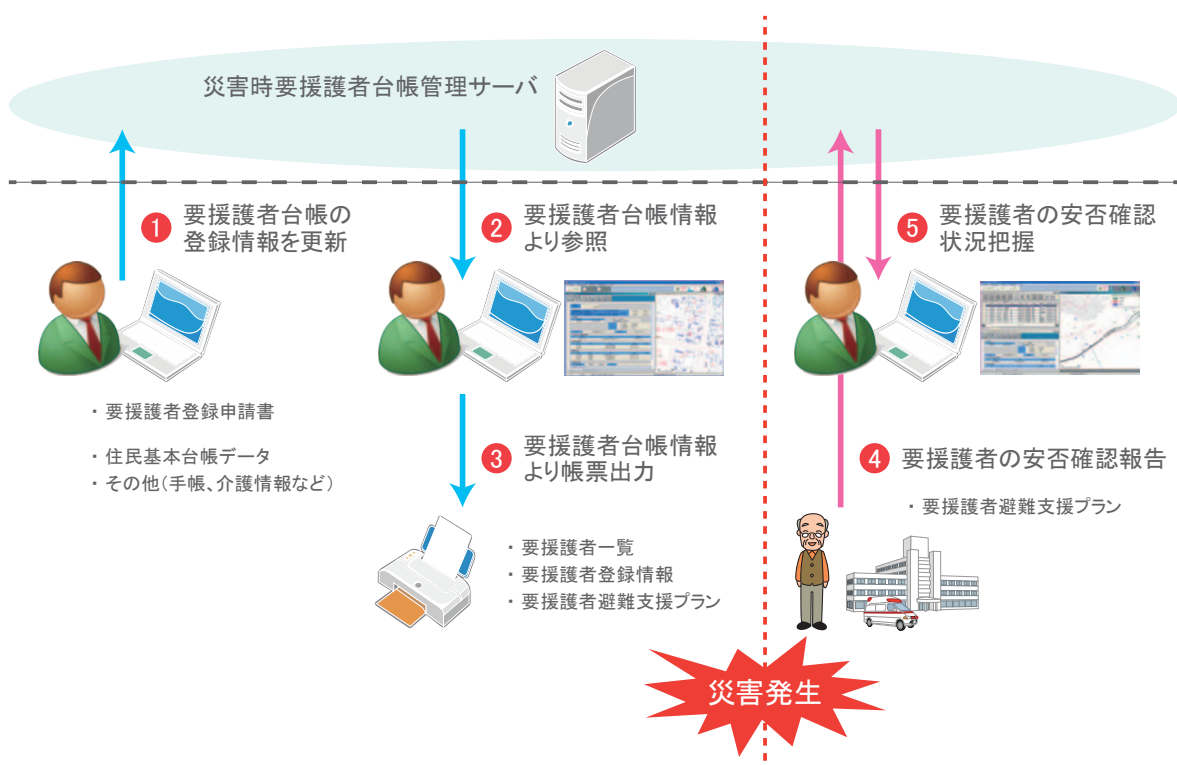 災害時要援護者台帳管理サーバ
1 要援護者台帳の
登録情報を更新
・要援護者登録申請書
・住民基本台帳データ
・その他(手帳、介護情報など)
2 要援護者台帳情報
より参照
3 要援護者台帳情報
より帳票出力
・要援護者一覧
・要援護者登録情報
・要援護者避難支援プラン
5 要援護者の安否確認
状況把握
4 要援護者の安否確認報告
・要援護者避難支援プラン
災害発生